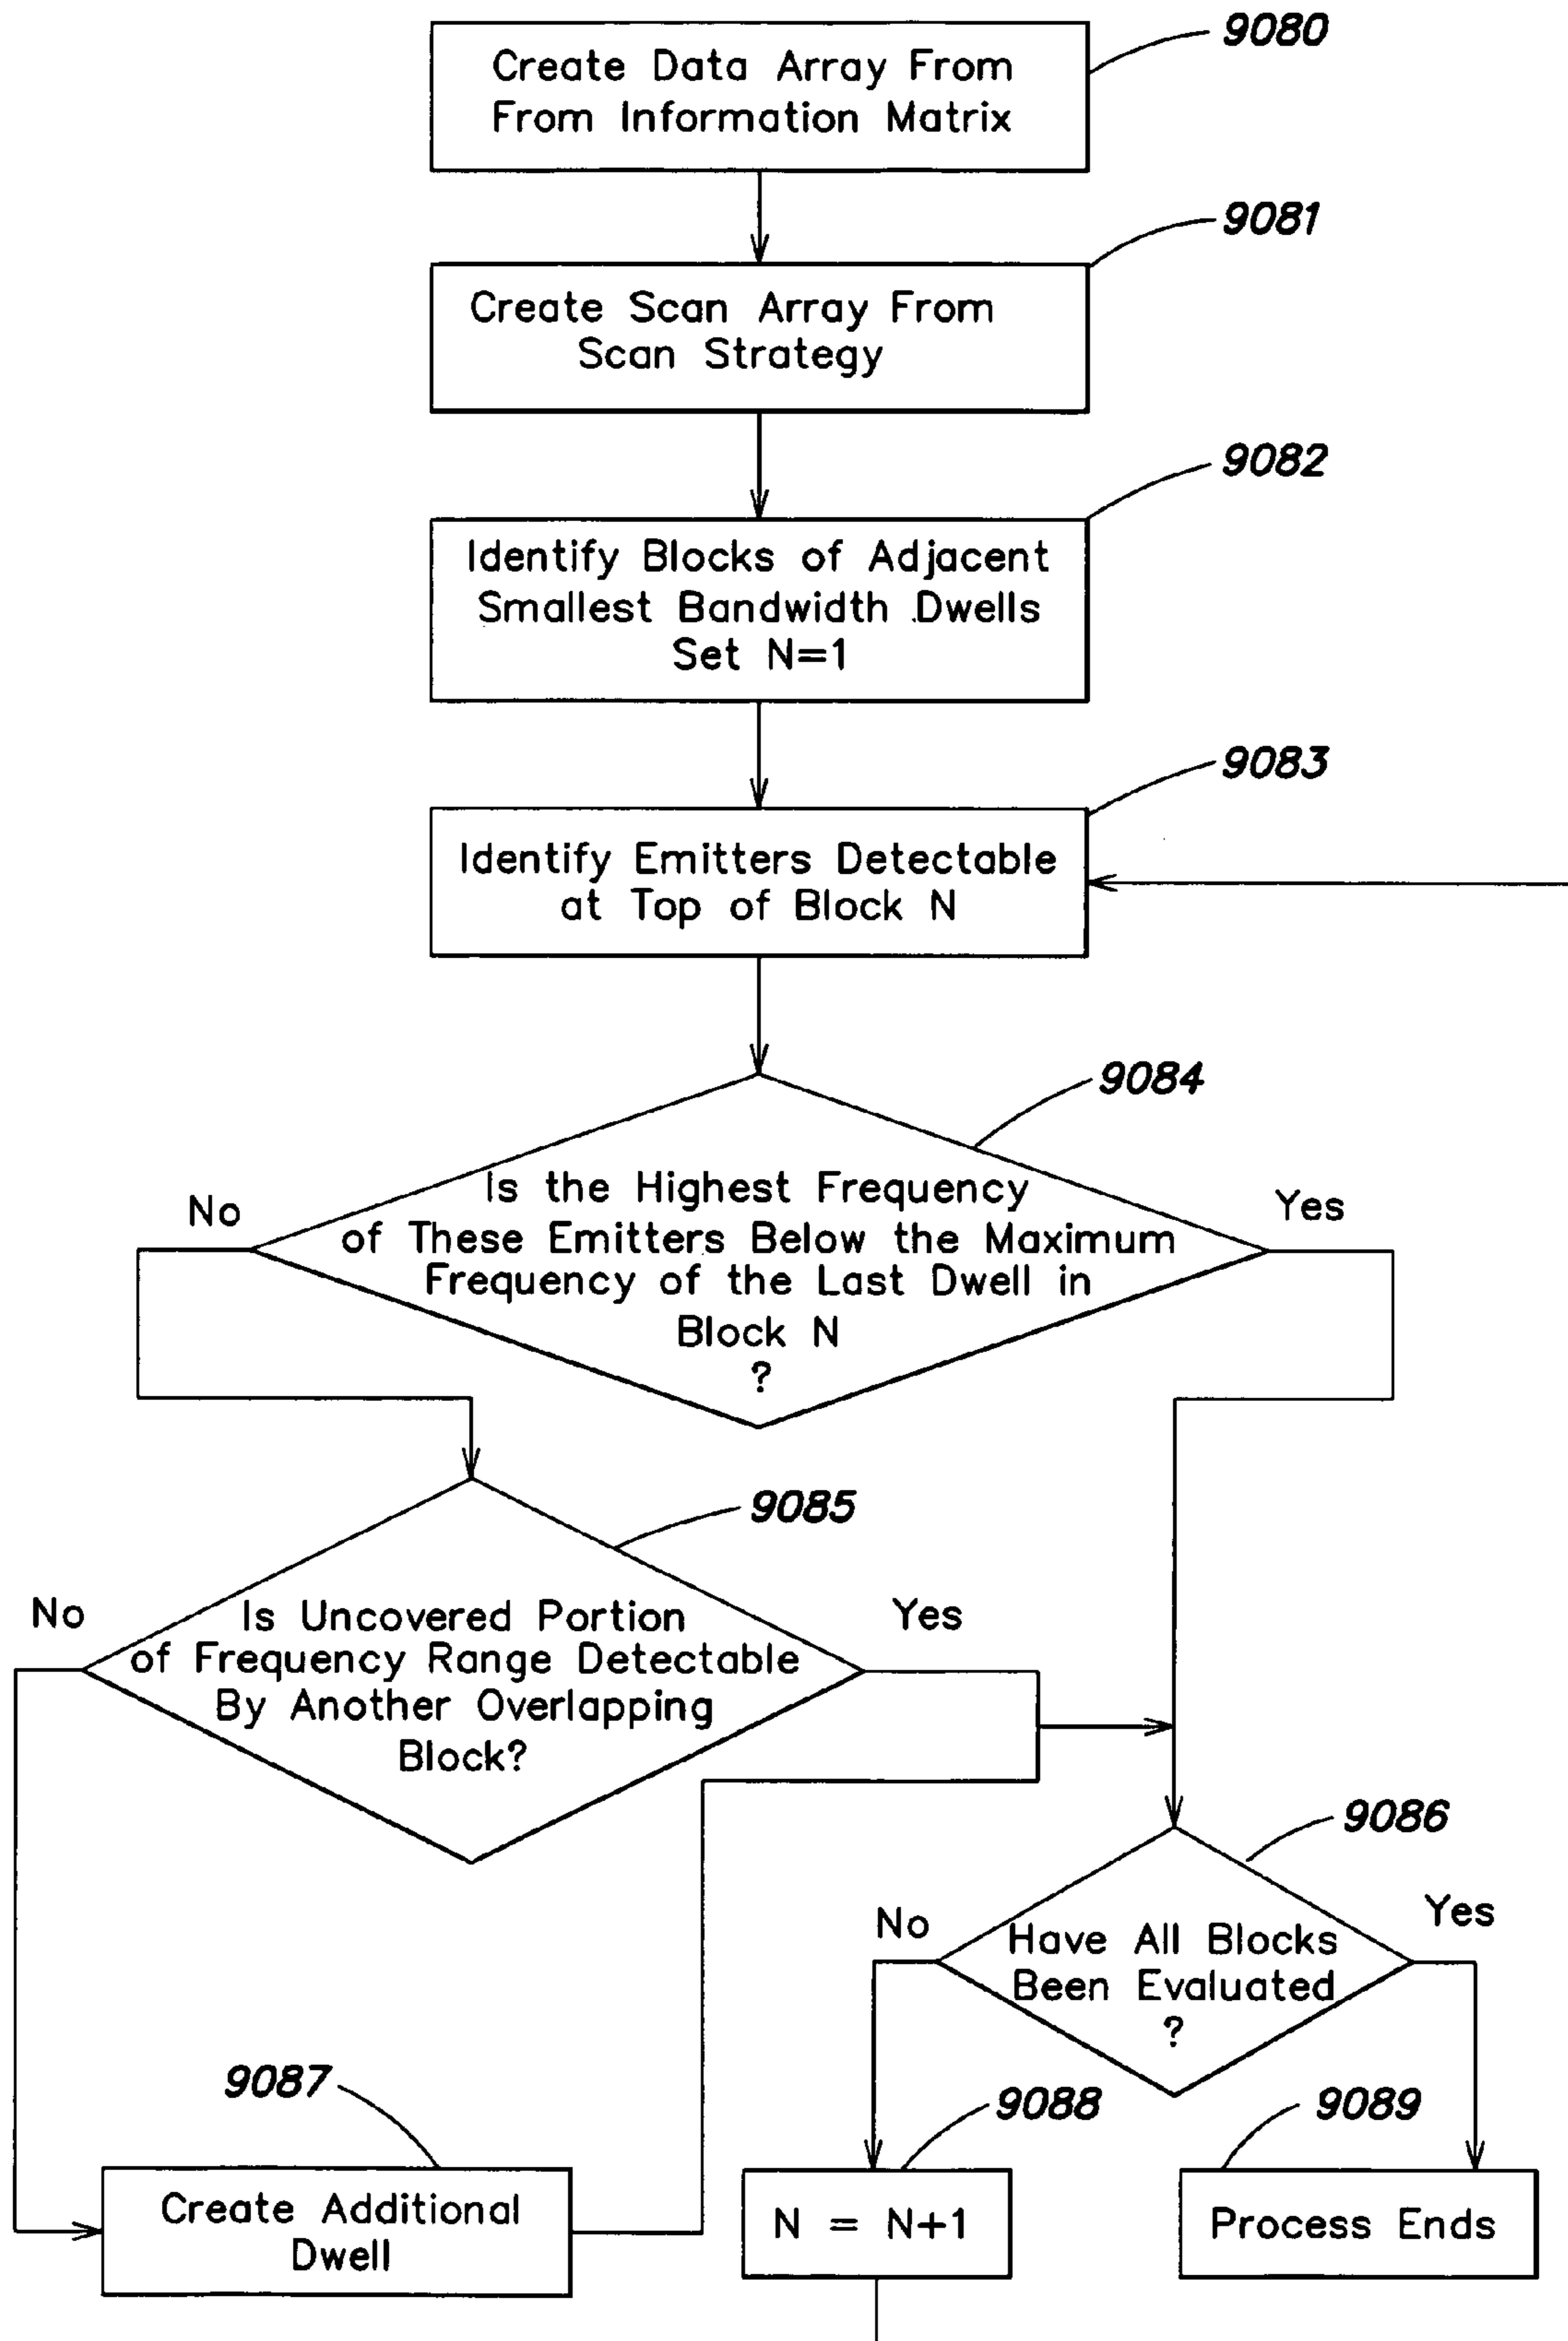 9080
Create Data Array From
From Information Matrix
9081
Create Scan Array From
Scan Strategy
9082
Identify Blocks of Adjacent
Smallest Bandwidth Dwells
Set N=1
9083
Identify Emitters Detectable
at Top of Block N
9084
No
Is the Highest Frequency
of These Emitters Below the Maximum
Frequency of the Last Dwell in
Block N
?
Yes
9085
No
Is Uncovered Portion
of Frequency Range Detectable
By Another Overlapping
Block?
Yes
9086
No
Have All Blocks
Been Evaluated
?
Yes
9087
Create Additional
Dwell
9088
N = N+1
9089
Process Ends